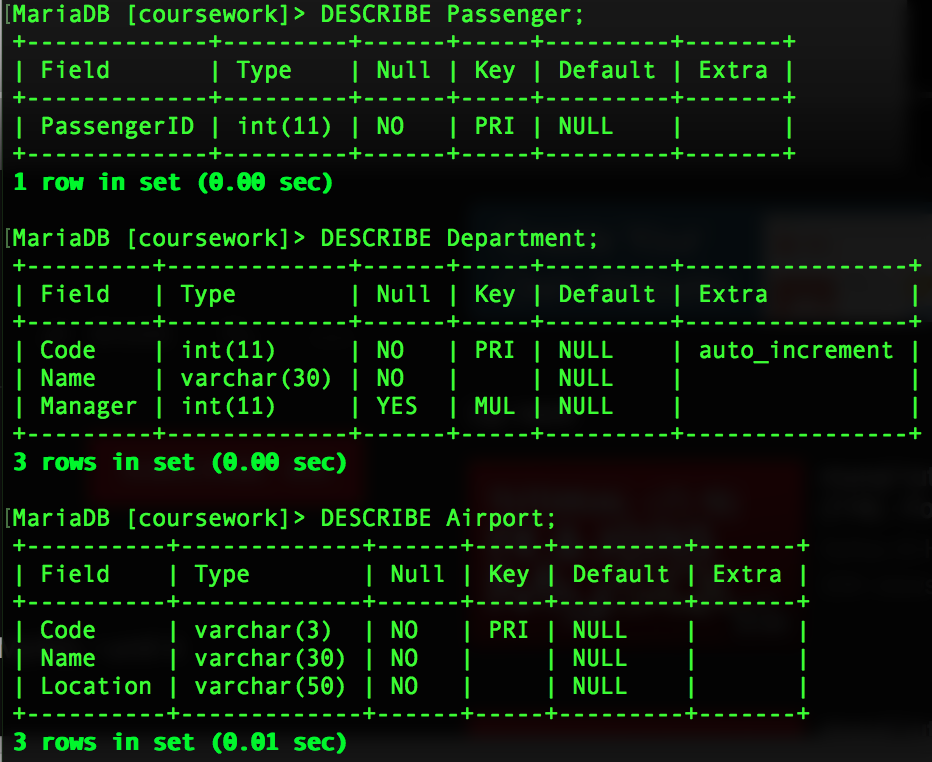 [MariaDB [coursework]> DESCRIBE Passenger;
+-------------+---------+------+-----+---------+-------+
| Field       | Type    | Null | Key | Default | Extra |
+-------------+---------+------+-----+---------+-------+
| PassengerID | int(11) | NO   | PRI | NULL    |       |
+-------------+---------+------+-----+---------+-------+
1 row in set (0.00 sec)

[MariaDB [coursework]> DESCRIBE Department;
+---------+-------------+------+-----+---------+----------------+
| Field   | Type        | Null | Key | Default | Extra          |
+---------+-------------+------+-----+---------+----------------+
| Code    | int(11)     | NO   | PRI | NULL    | auto_increment |
| Name    | varchar(30) | NO   |     | NULL    |                |
| Manager | int(11)     | YES  | MUL | NULL    |                |
+---------+-------------+------+-----+---------+----------------+
3 rows in set (0.00 sec)

[MariaDB [coursework]> DESCRIBE Airport;
+----------+-------------+------+-----+---------+-------+
| Field    | Type        | Null | Key | Default | Extra |
+----------+-------------+------+-----+---------+-------+
| Code     | varchar(3)  | NO   | PRI | NULL    |       |
| Name     | varchar(30) | NO   |     | NULL    |       |
| Location | varchar(50) | NO   |     | NULL    |       |
+----------+-------------+------+-----+---------+-------+
3 rows in set (0.01 sec)